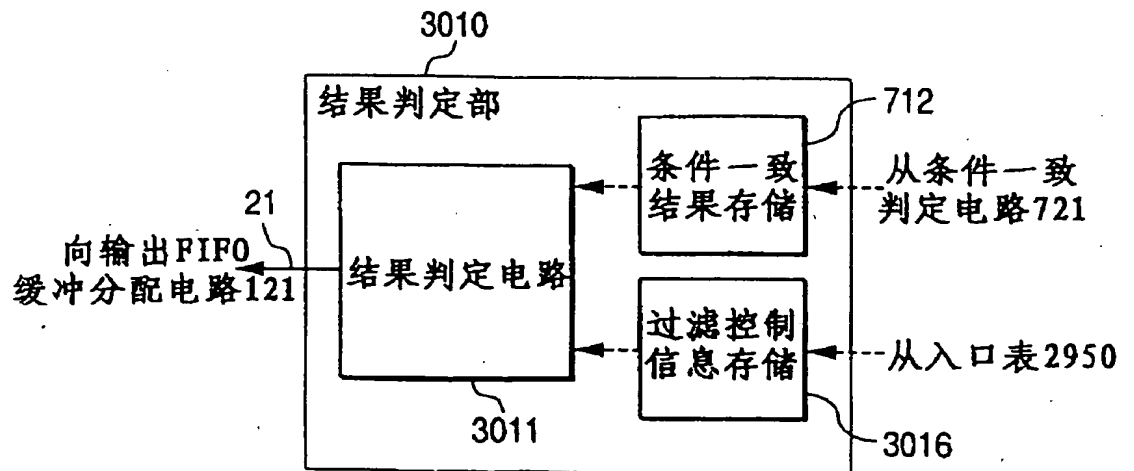 3010
结果判定部
712
条件一致
结果存储
从条件一致
判定电路721
21
向输出FIFO
缓冲分配电路121
结果判定电路
过滤控制
信息存储
从入口表2950
3011
3016